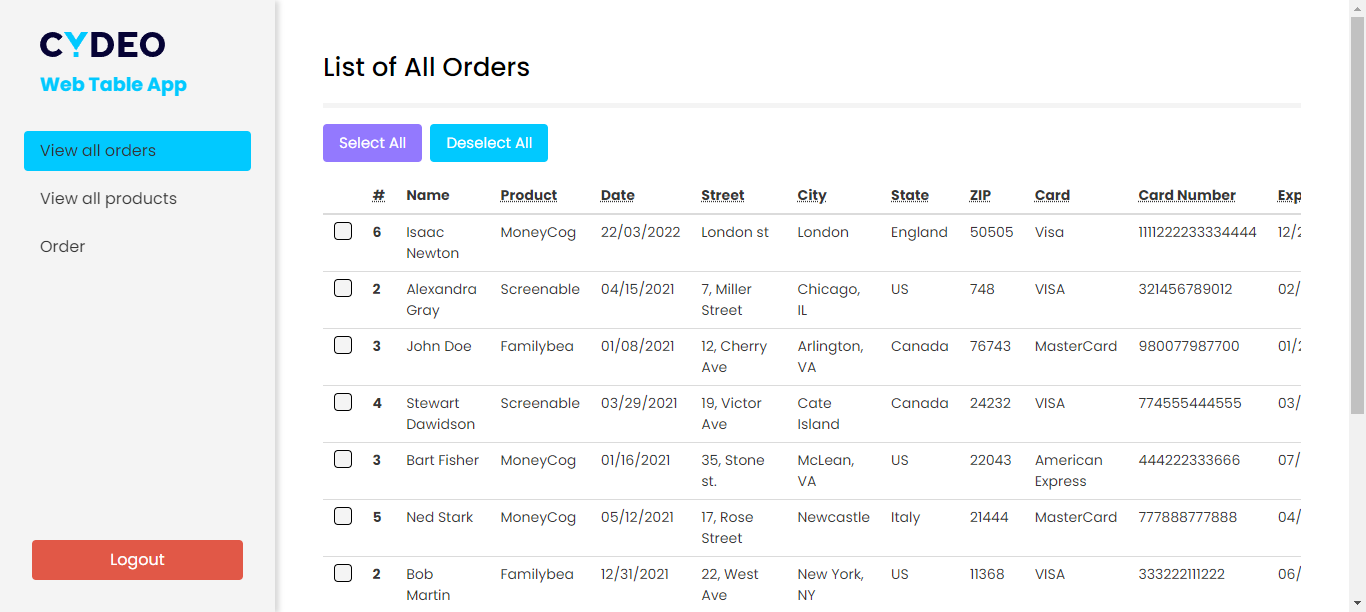 CYDEO
Web Table App
View all orders
View all products
Order
Logout
List of All Orders
Select All Deselect All
# Name Product Date Street City State ZIP Card Card Number Exp
6 Isaac MoneyCog 22/03/2022 London st London England 50505 Visa 1111222233334444 12/2
Newton
2 Alexandra Screenable 04/15/2021 7, Miller Chicago, US 748 VISA 321456789012 02/
Gray Street IL
3 John Doe Familybea 01/08/2021 12, Cherry Arlington, Canada 76743 MasterCard 980077987700 01/2
Ave VA
4 Stewart Screenable 03/29/2021 19, Victor Cate Canada 24232 VISA 774555444555 03/
Dawidson Ave Island
3 Bart Fisher MoneyCog 01/16/2021 35, Stone McLean, US 22043 American 444222333666 07/
st. VA Express
5 Ned Stark MoneyCog 05/12/2021 17, Rose Newcastle Italy 21444 MasterCard 777888777888 04/
Street
2 Bob Familybea 12/31/2021 22, West New York, US 11368 VISA 333222111222 06/
Martin Ave NY